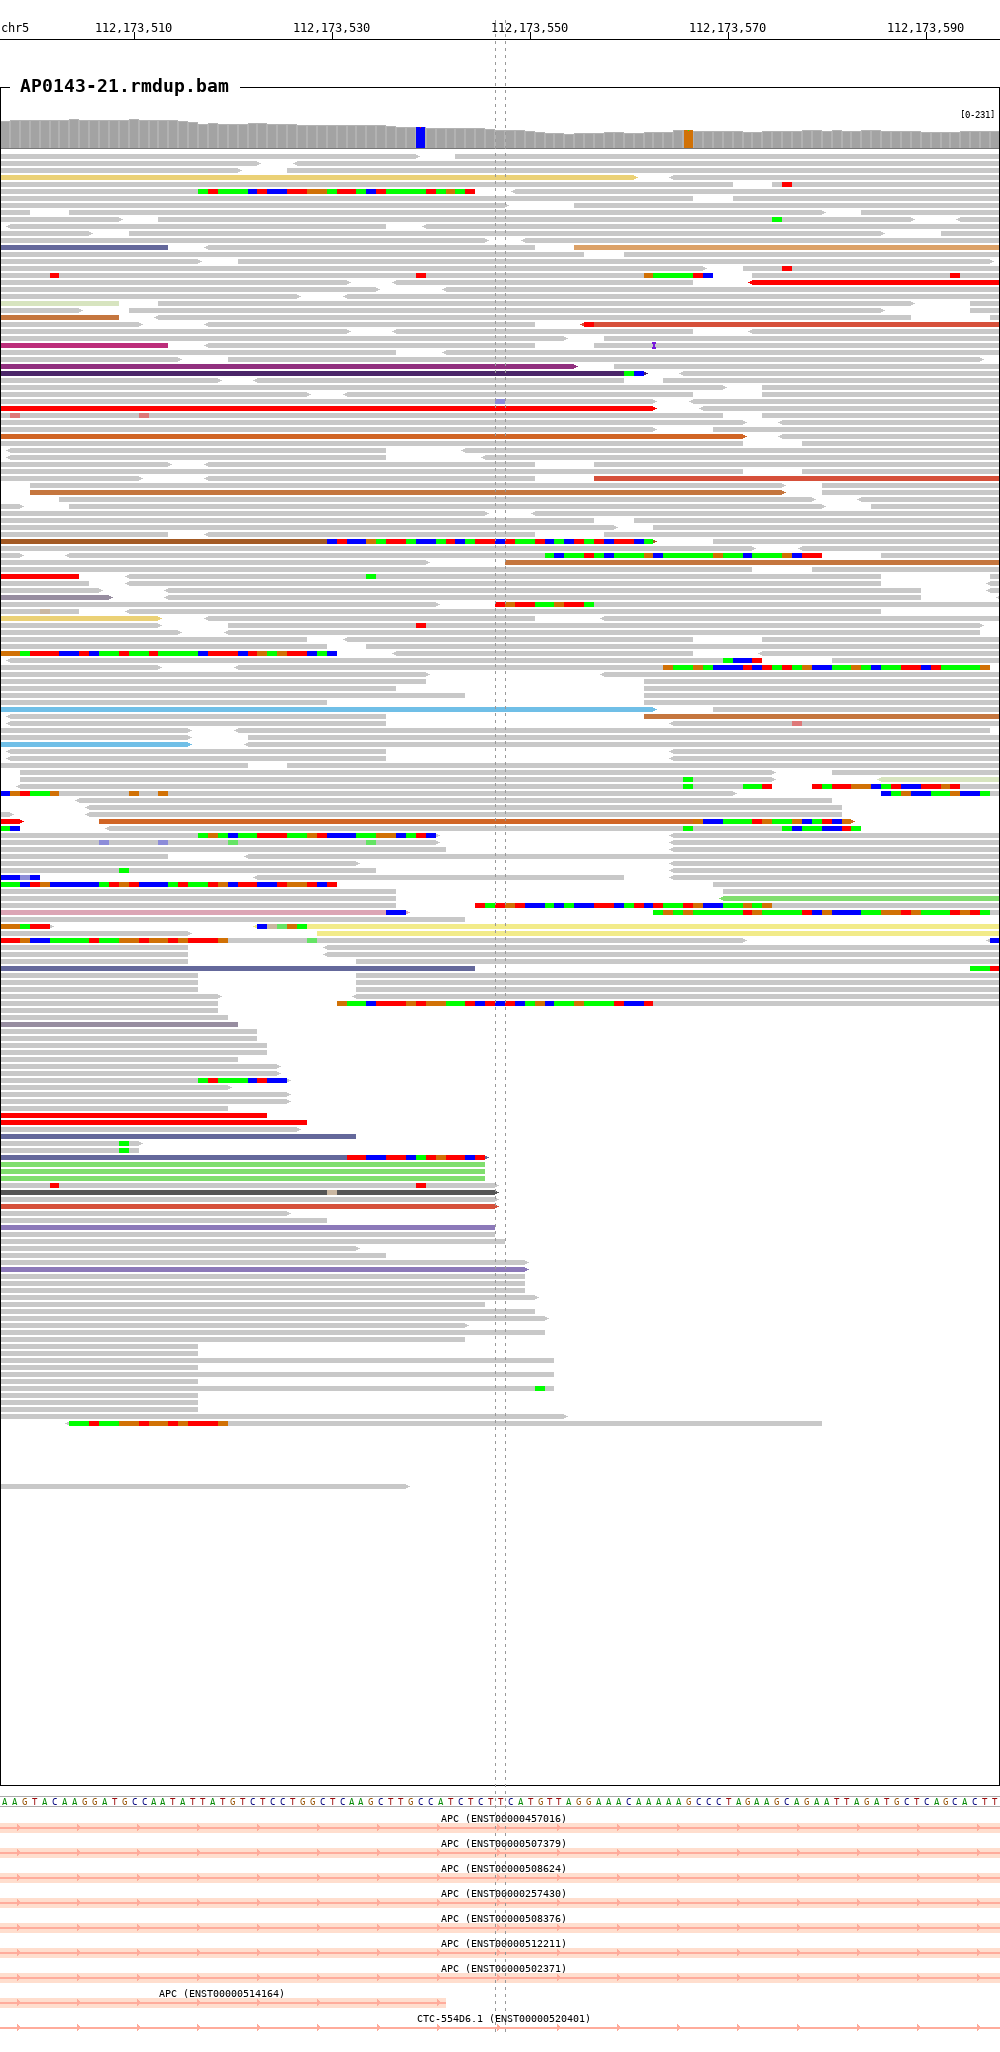 chr5 112,173,510 112,173,530 112,173,550 112,173,570 112,173,590
AP0143-21.rmdup.bam
[0-231]
AAGTACAAGGATGCCAATATTATGTCTCCTGGCTCAAGCTTGCCATCTCTTCATGTTAGGAAACAAAAAGCCCTAGAAGCAGAATTAGATGCTCAGCACTT
APC (ENST00000457016)
APC (ENST00000507379)
APC (ENST00000508624)
APC (ENST00000257430)
APC (ENST00000508376)
APC (ENST00000512211)
APC (ENST00000502371)
APC (ENST00000514164)
CTC-554D6.1 (ENST00000520401)